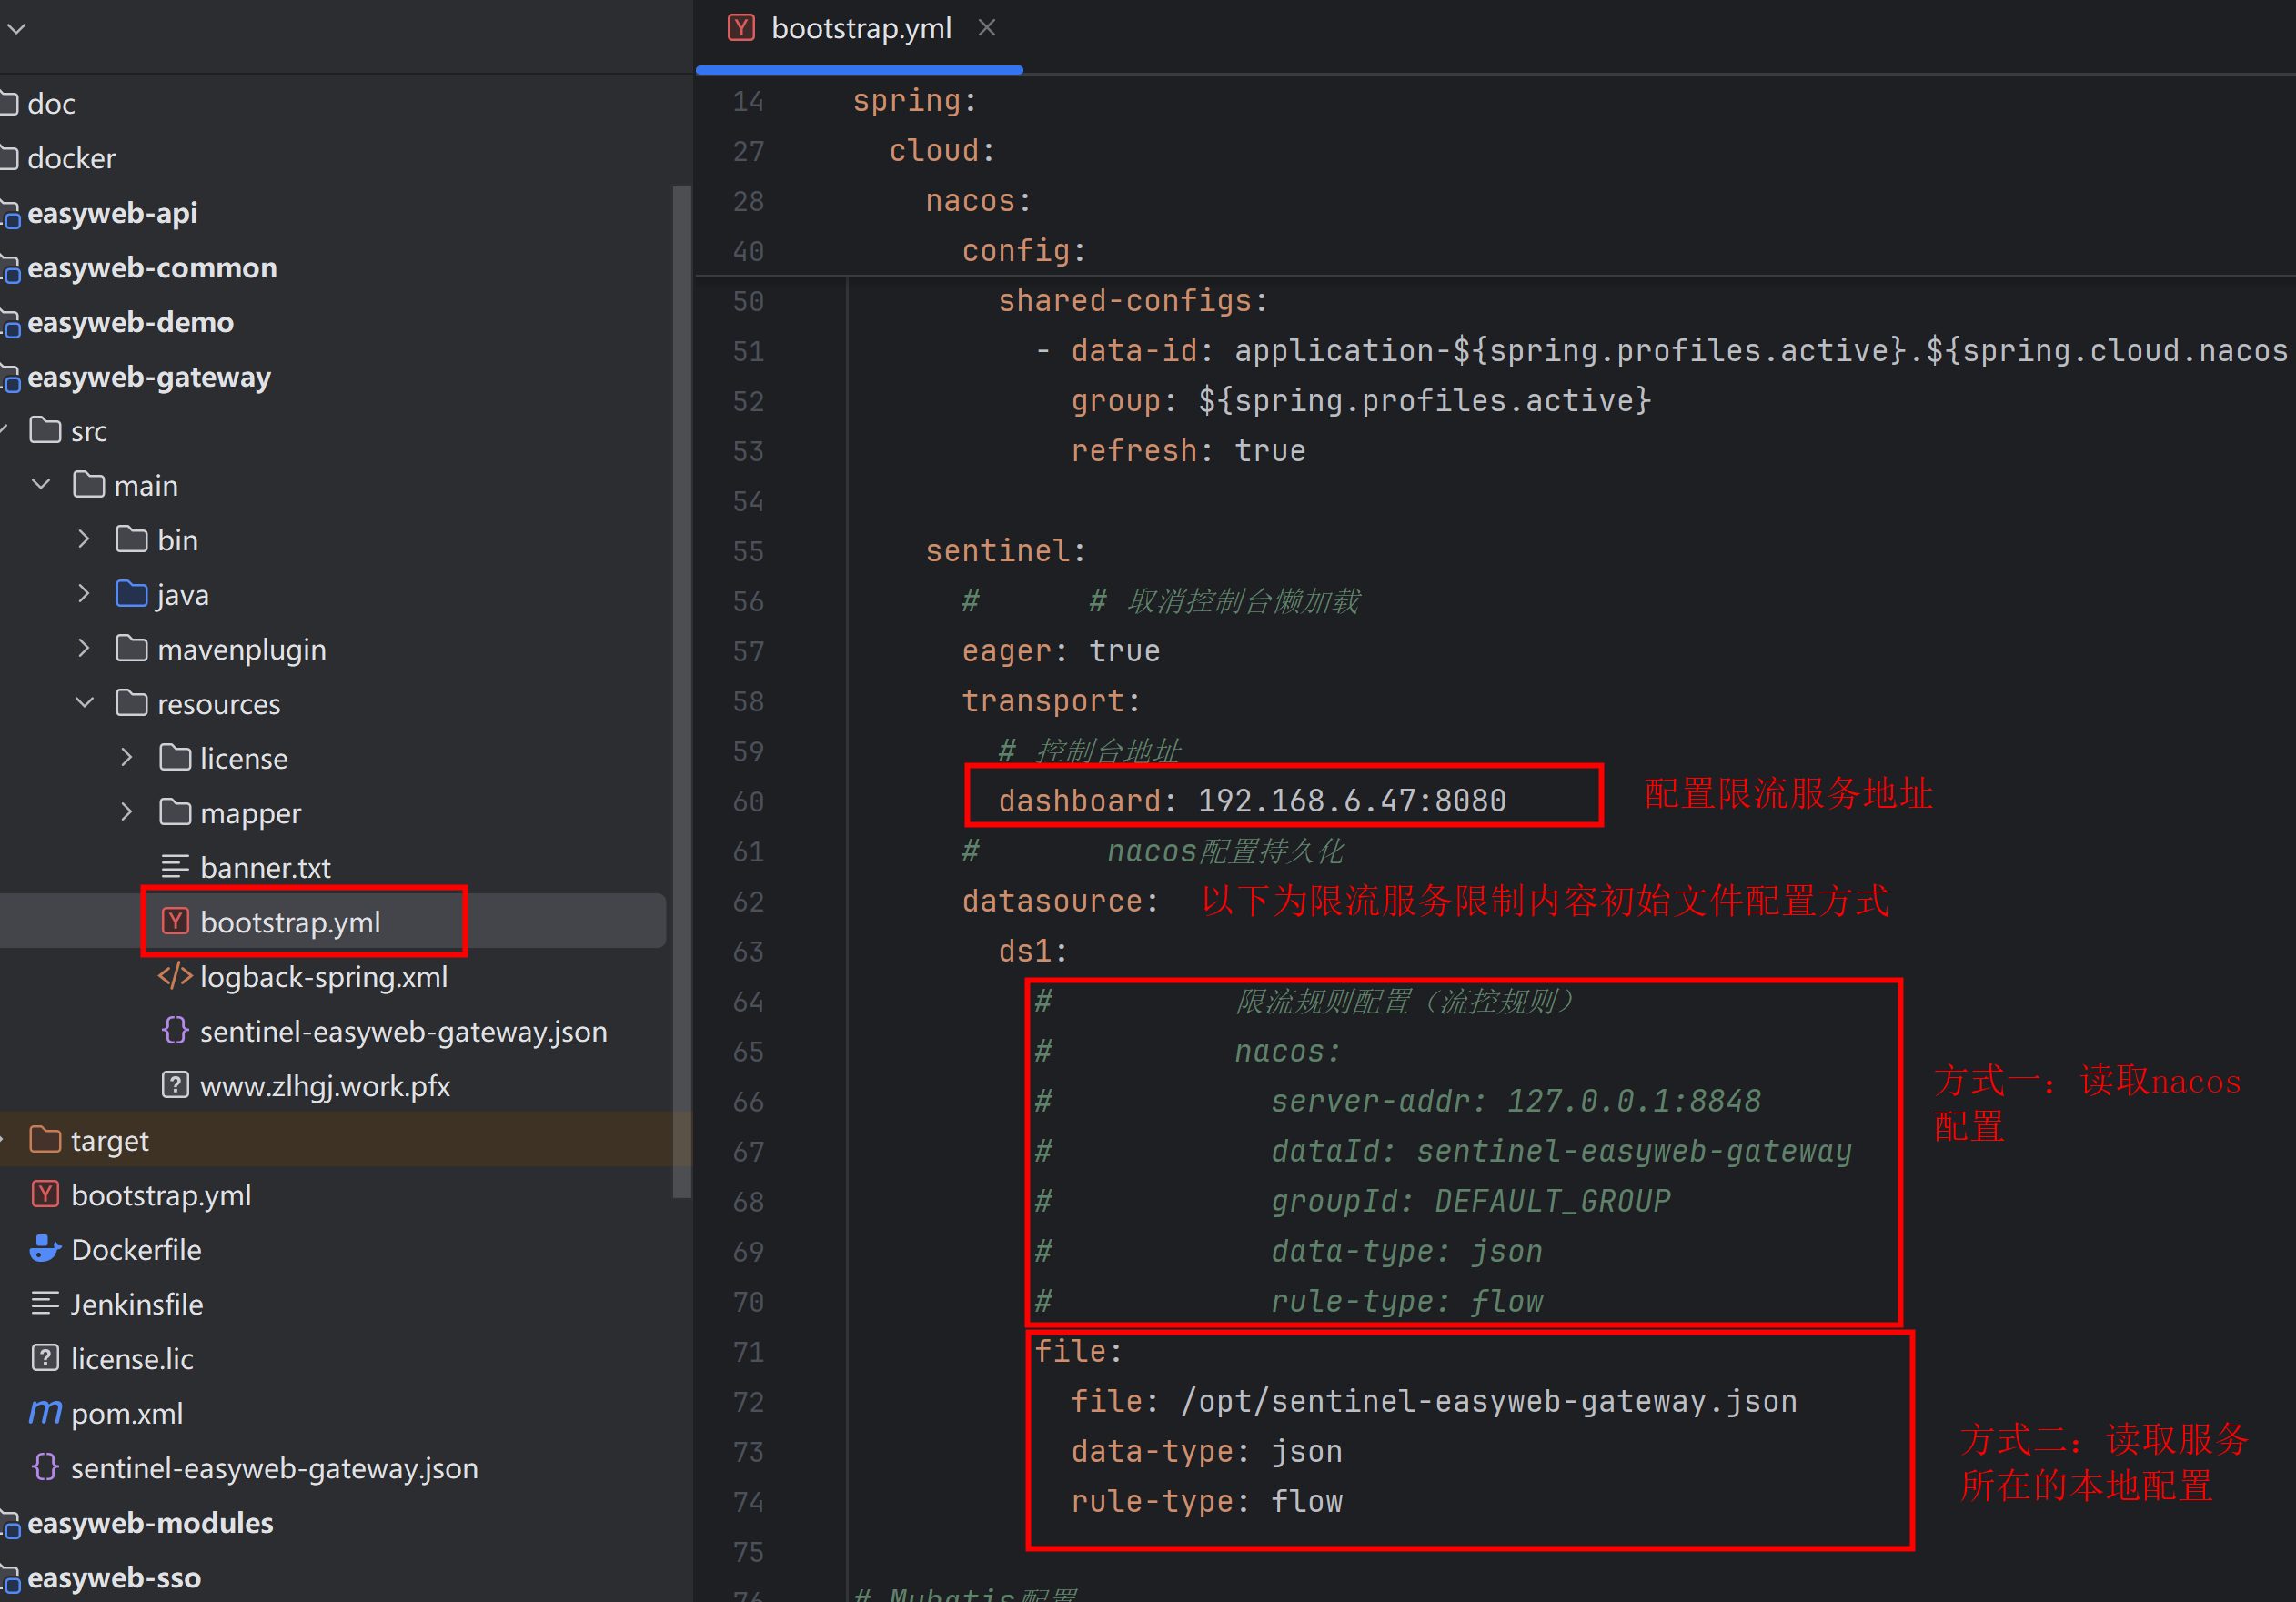 doc
docker
easyweb-api
easyweb-common
easyweb-demo
easyweb-gateway
src
main
bin
java
mavenplugin
resources
license
mapper
banner.txt
bootstrap.yml
logback-spring.xml
sentinel-easyweb-gateway.json
www.zlhgj.work.pfx
target
bootstrap.yml
Dockerfile
Jenkinsfile
license.lic
pom.xml
sentinel-easyweb-gateway.json
easyweb-modules
easyweb-sso
bootstrap.yml
14 spring:
27 cloud:
28 nacos:
40 config:
50 shared-configs:
51 - data-id: application-${spring.profiles.active}.${spring.cloud.nacos
52 group: ${spring.profiles.active}
53 refresh: true
54
55 sentinel:
56 # # 取消控制台懒加载
57 eager: true
58 transport:
59 # 控制台地址
60 dashboard: 192.168.6.47:8080 配置限流服务地址
61 # nacos配置持久化
62 datasource: 以下为限流服务限制内容初始文件配置方式
63 ds1:
64 # 限流规则配置（流控规则）
65 # nacos:
66 # server-addr: 127.0.0.1:8848
67 # dataId: sentinel-easyweb-gateway
68 # groupId: DEFAULT_GROUP
69 # data-type: json
70 # rule-type: flow
方式一：读取nacos
配置
71 file:
72 file: /opt/sentinel-easyweb-gateway.json
73 data-type: json
74 rule-type: flow
方式二：读取服务
所在的本地配置
75
76 # Mybatis配置